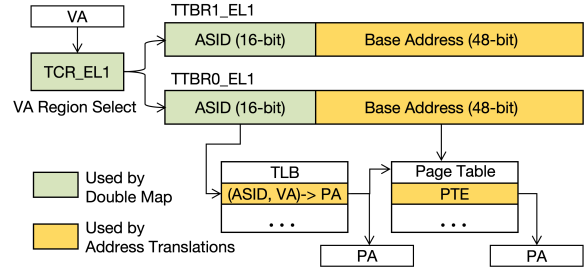 VA
TTBR1_EL1
ASID (16-bit)
Base Address (48-bit)
TCR_EL1
VA Region Select
TTBR0_EL1
ASID (16-bit)
Base Address (48-bit)
TLB
(ASID, VA)-> PA
• • •
Page Table
PTE
• • •
PA
PA
Used by
Double Map
Used by
Address Translations